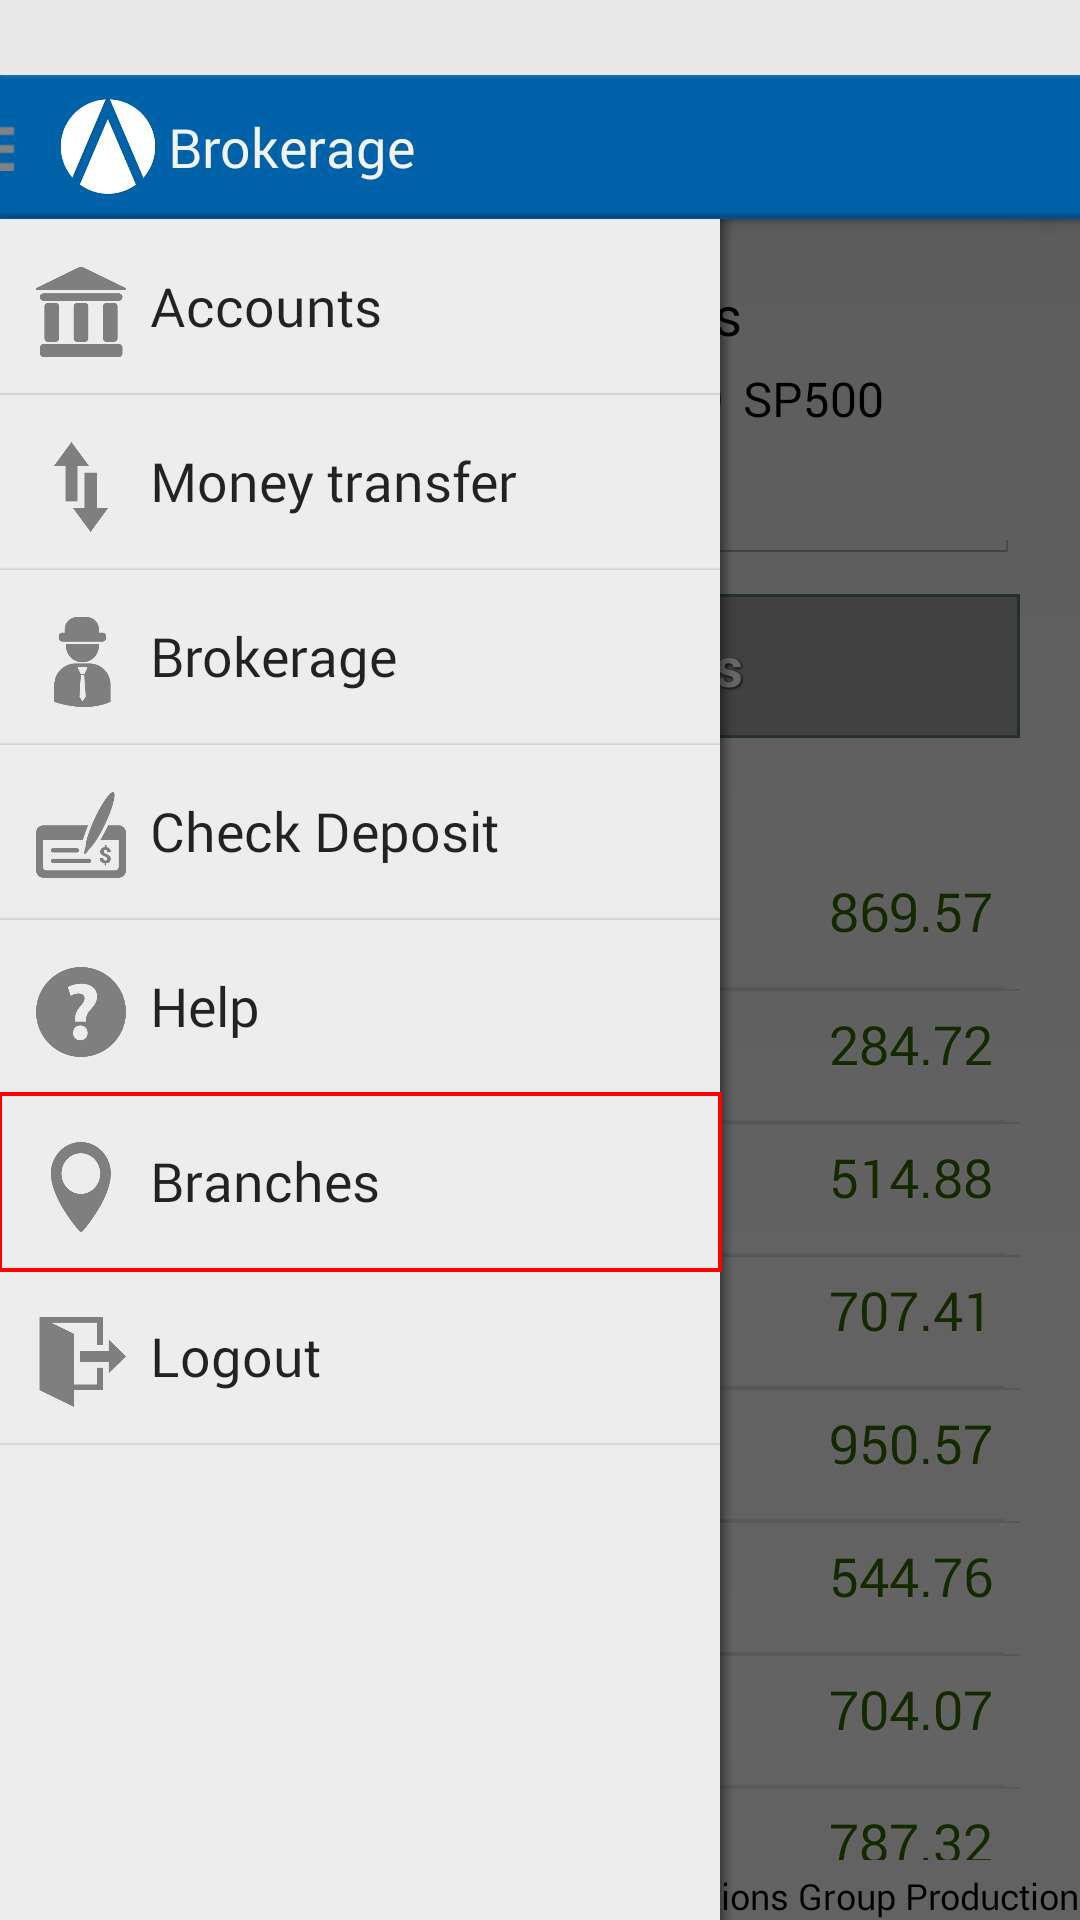 Brokerage
Accounts
SP500
Money transfer
Brokerage
Check Deposit
869.57
Help
284.72
Branches
514.88
707.41
Logout
950.57
544.76
704.07
787.32
Group Production